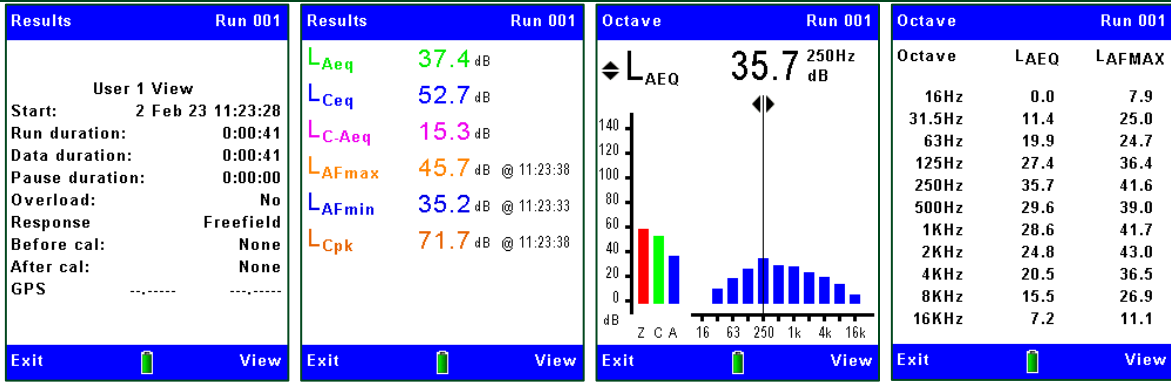 Results Run 001
User 1 View
Start: 2 Feb 23 11:23:28
Run duration: 0:00:41
Data duration: 0:00:41
Pause duration: 0:00:00
Overload: No
Response Freefield
Before cal: None
After cal: None
GPS --.----- ---.-----
Exit View
Results Run 001
LAeq 37.4 dB
LCeq 52.7 dB
LC-Aeq 15.3 dB
LAFmax 45.7 dB @ 11:23:38
LAFmin 35.2 dB @ 11:23:33
LCpk 71.7 dB @ 11:23:38
Exit View
Octave Run 001
LAEQ 35.7 250Hz dB
140
120
100
80
60
40
20
0
dB
Z C A 16 63 250 1k 4k 16k
Exit View
Octave Run 001
Octave LAEQ LAFMAX
16Hz 0.0 7.9
31.5Hz 11.4 25.0
63Hz 19.9 24.7
125Hz 27.4 36.4
250Hz 35.7 41.6
500Hz 29.6 39.0
1KHz 28.6 41.7
2KHz 24.8 43.0
4KHz 20.5 36.5
8KHz 15.5 26.9
16KHz 7.2 11.1
Exit View